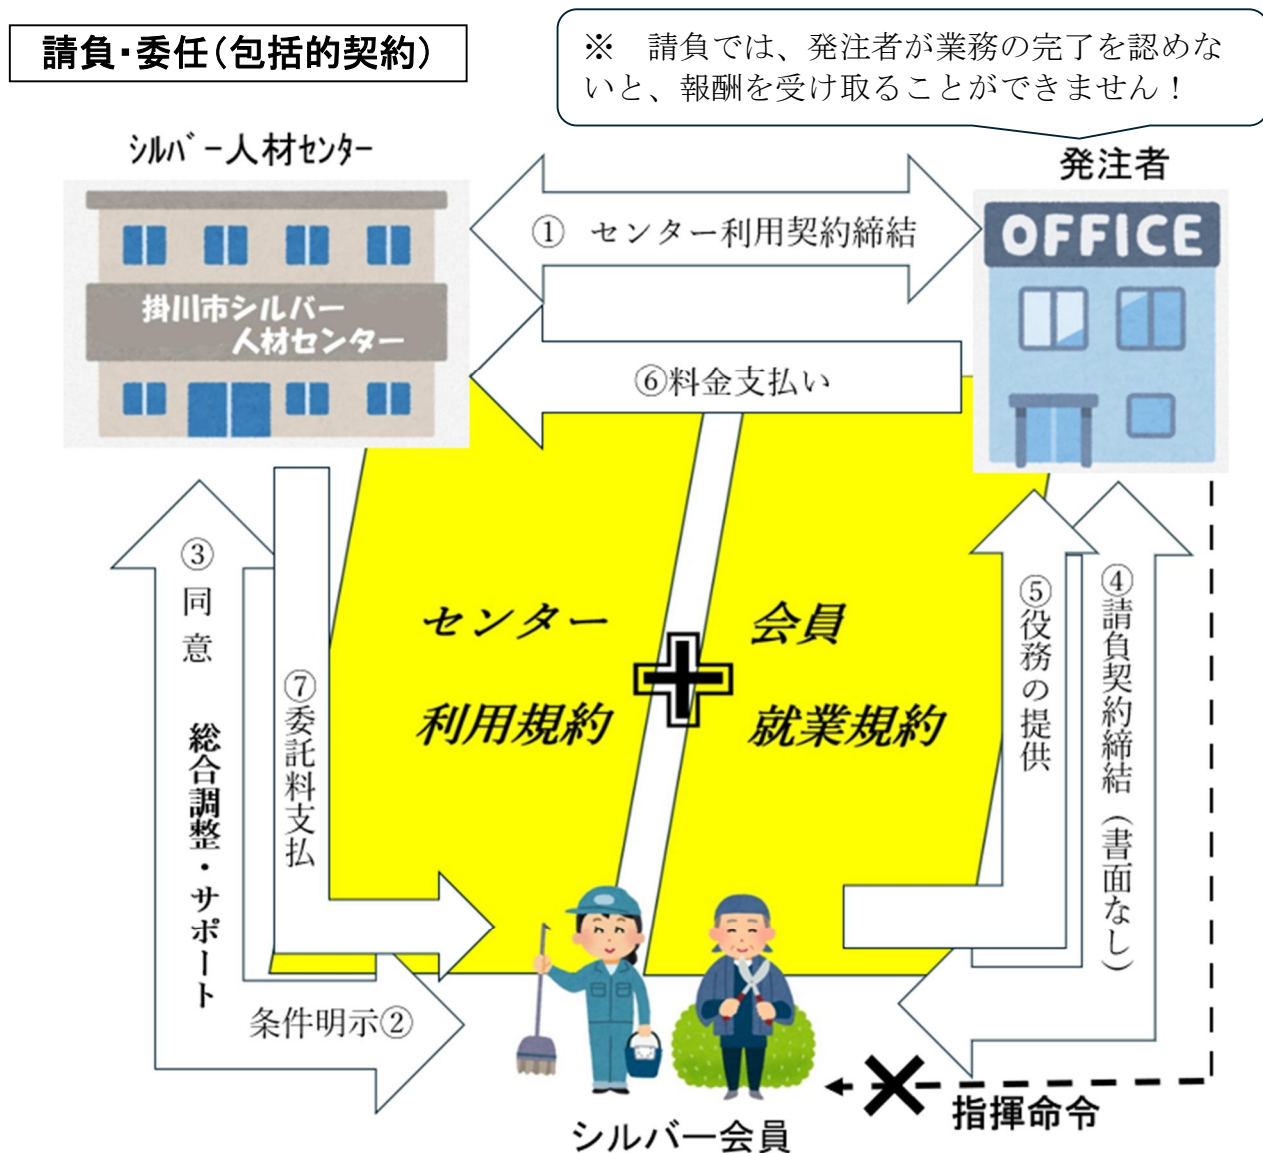 請負・委任(包括的契約)
※　請負では、発注者が業務の完了を認めな
いと、報酬を受け取ることができません！
ｼﾙﾊﾞｰ人材ｾﾝﾀｰ
発注者
① センター利用契約締結
OFFICE
掛川市シルバー
人材センター
⑥料金支払い
③同意　総合調整・サポート
⑦委託料支払
センター
利用規約
会員
就業規約
⑤役務の提供
④請負契約締結（書面なし）
条件明示②
指揮命令
シルバー会員